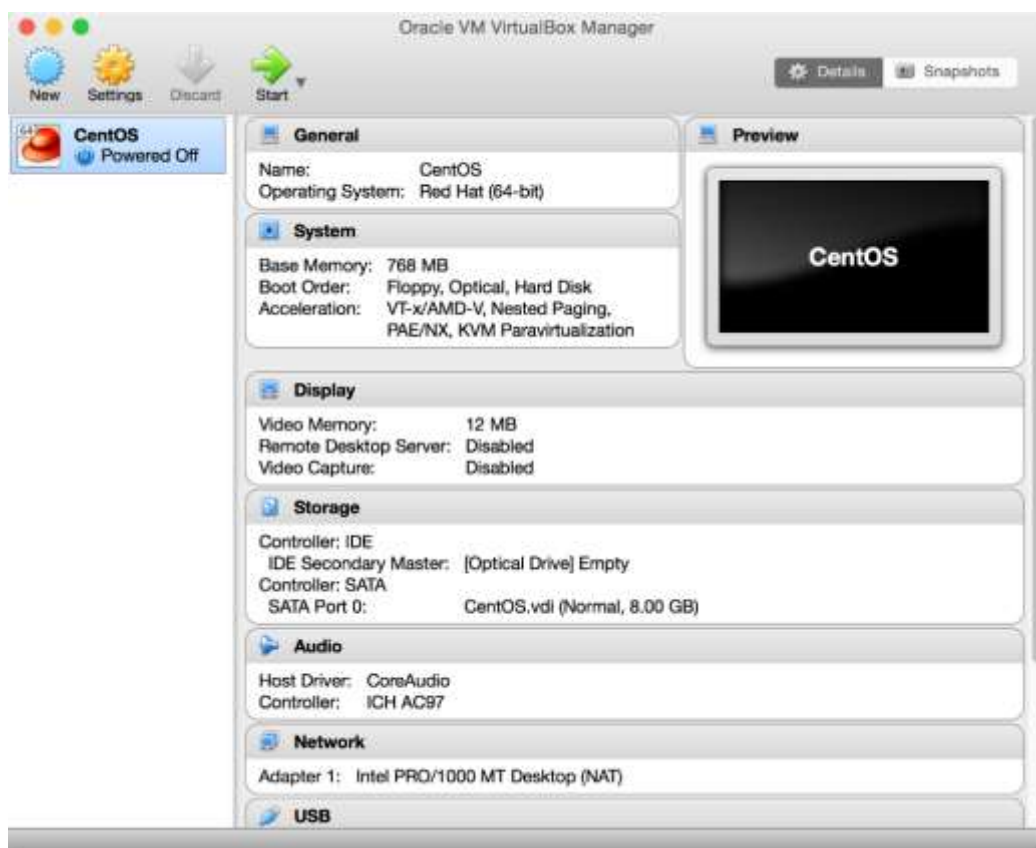 Oracle VM VirtualBox Manager
New Settings Discard Start
Details Snapshots
64
CentOS
Powered Off
General
Name: CentOS
Operating System: Red Hat (64-bit)
System
Base Memory: 768 MB
Boot Order: Floppy, Optical, Hard Disk
Acceleration: VT-x/AMD-V, Nested Paging,
PAE/NX, KVM Paravirtualization
Preview
CentOS
Display
Video Memory: 12 MB
Remote Desktop Server: Disabled
Video Capture: Disabled
Storage
Controller: IDE
IDE Secondary Master: [Optical Drive] Empty
Controller: SATA
SATA Port 0: CentOS.vdi (Normal, 8.00 GB)
Audio
Host Driver: CoreAudio
Controller: ICH AC97
Network
Adapter 1: Intel PRO/1000 MT Desktop (NAT)
USB